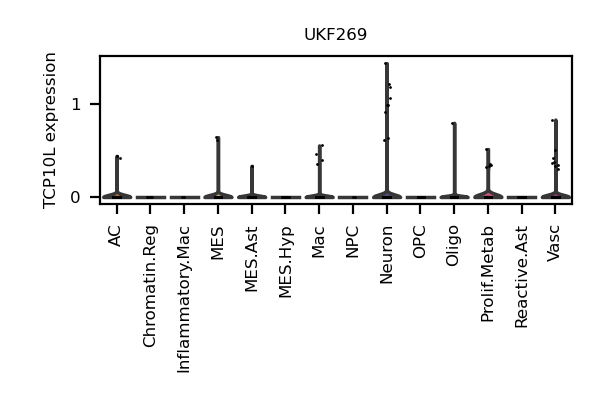 UKF269
TCP10L expression
1
0
AC
Chromatin.Reg
Inflammatory.Mac
MES
MES.Ast
MES.Hyp
Mac
NPC
Neuron
OPC
Oligo
Prolif.Metab
Reactive.Ast
Vasc